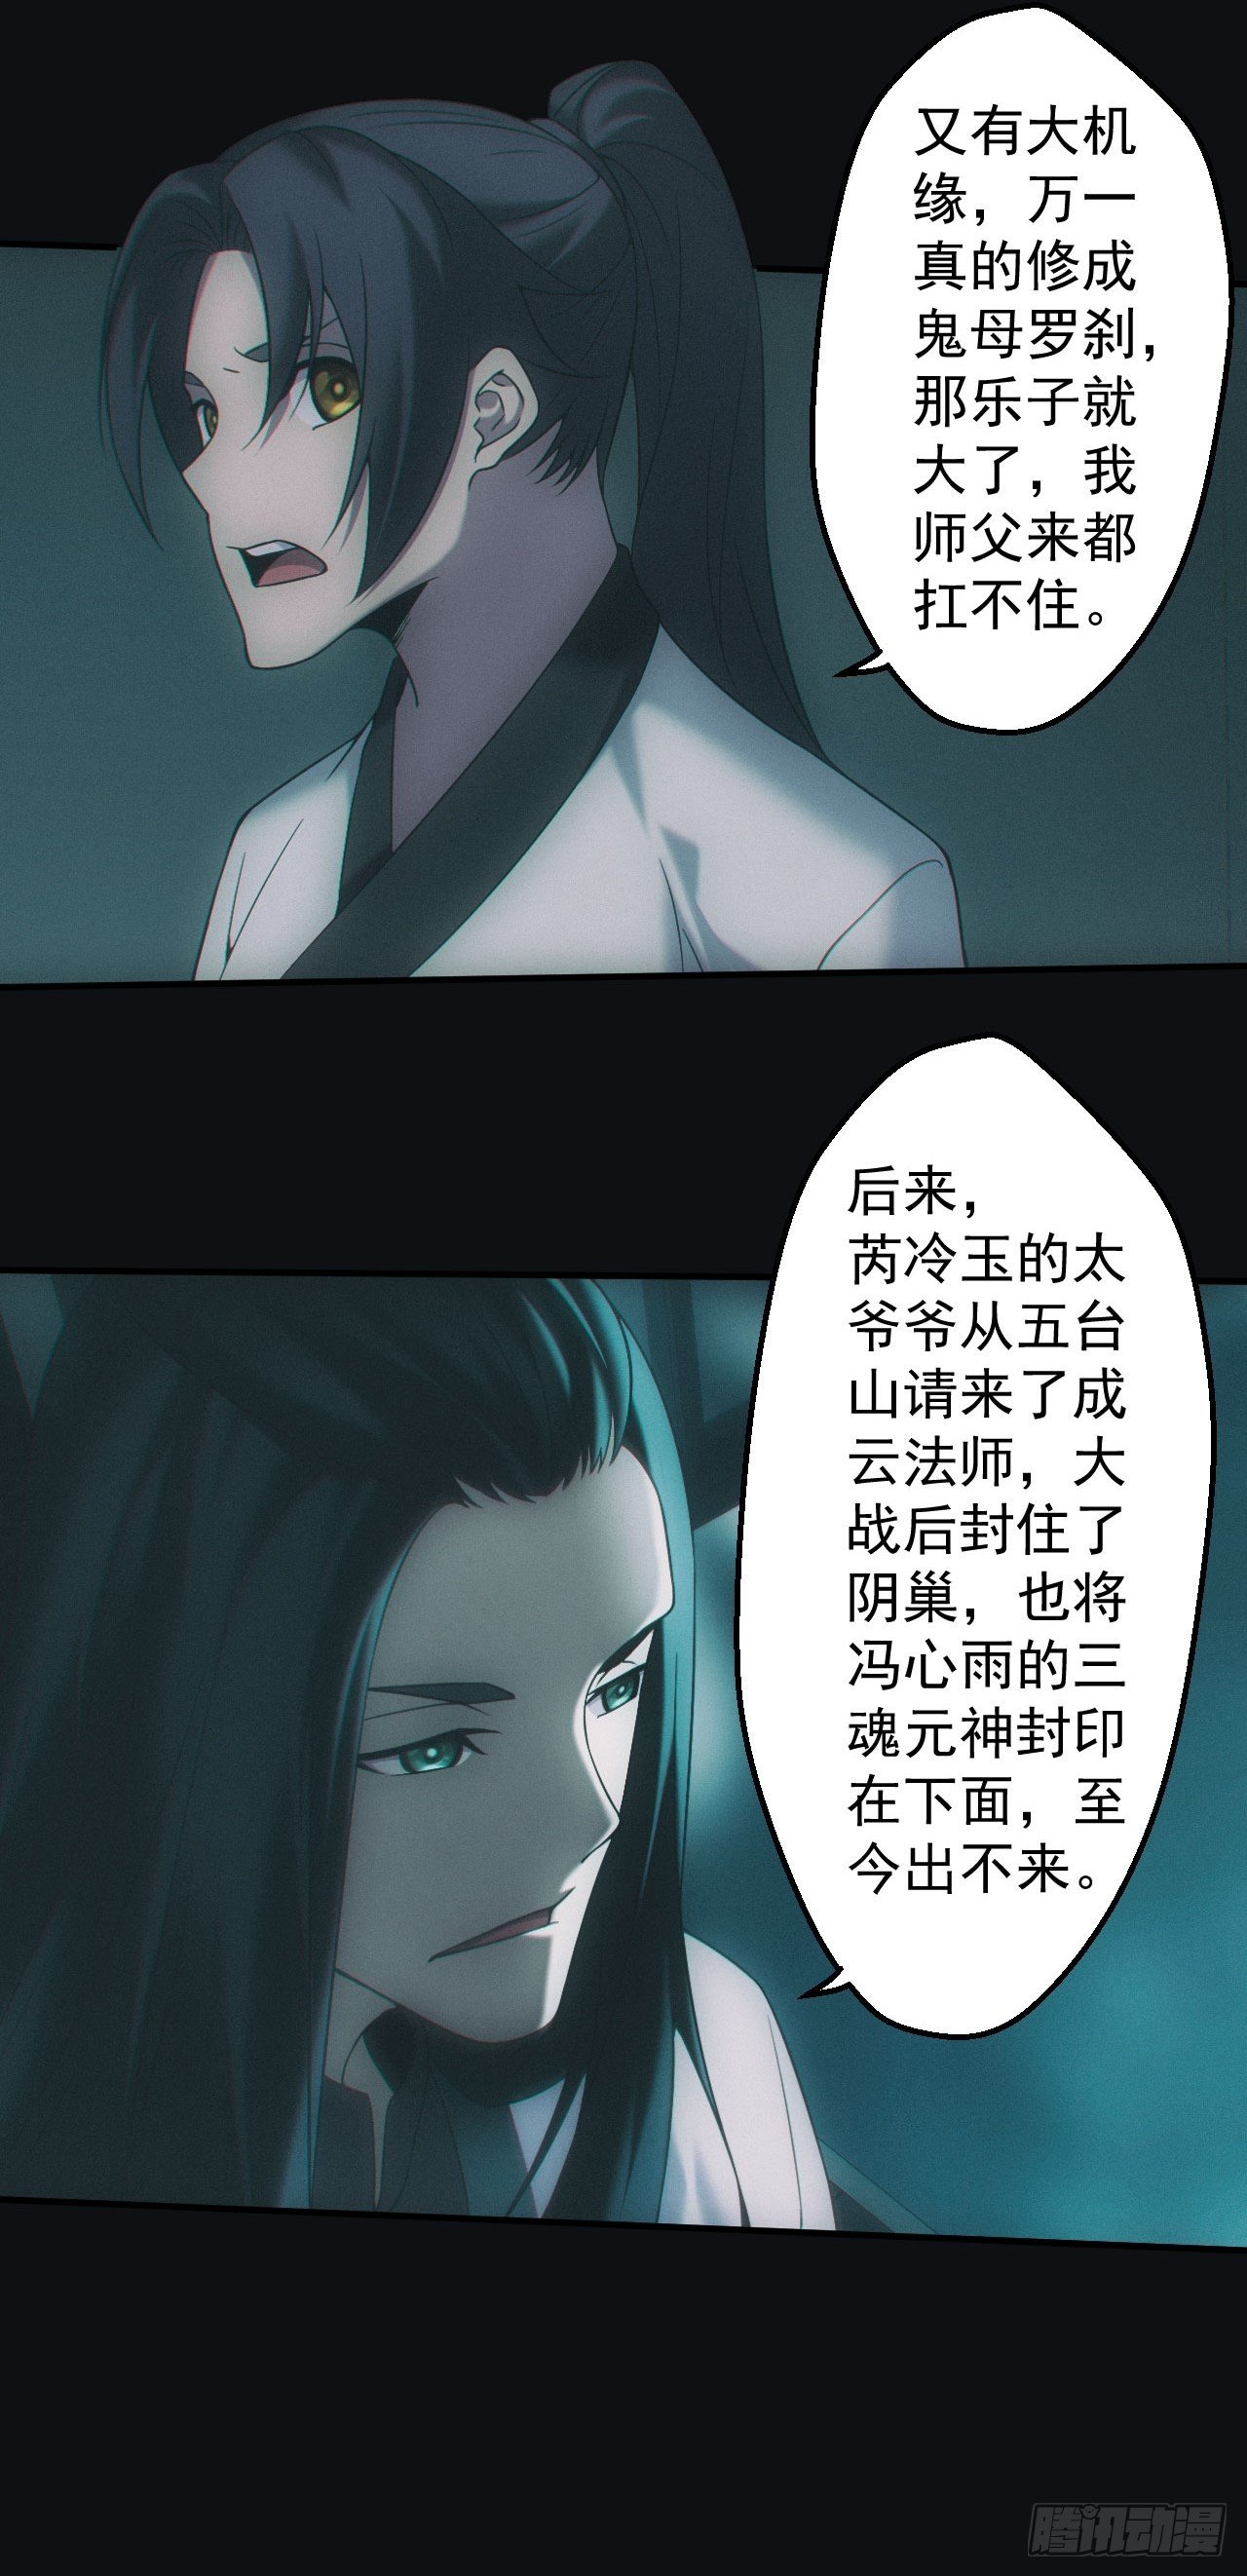 又有大机
缘，万一
真的修成
鬼母罗刹，
那乐子就
大了，我
师父来都
扛不住。
后来，
芮冷玉的太
爷爷从五台
山请来了成
云法师，大
战后封住了
阴巢，也将
冯心雨的三
魂元神封印
在下面，至
今出不来。
腾讯动漫